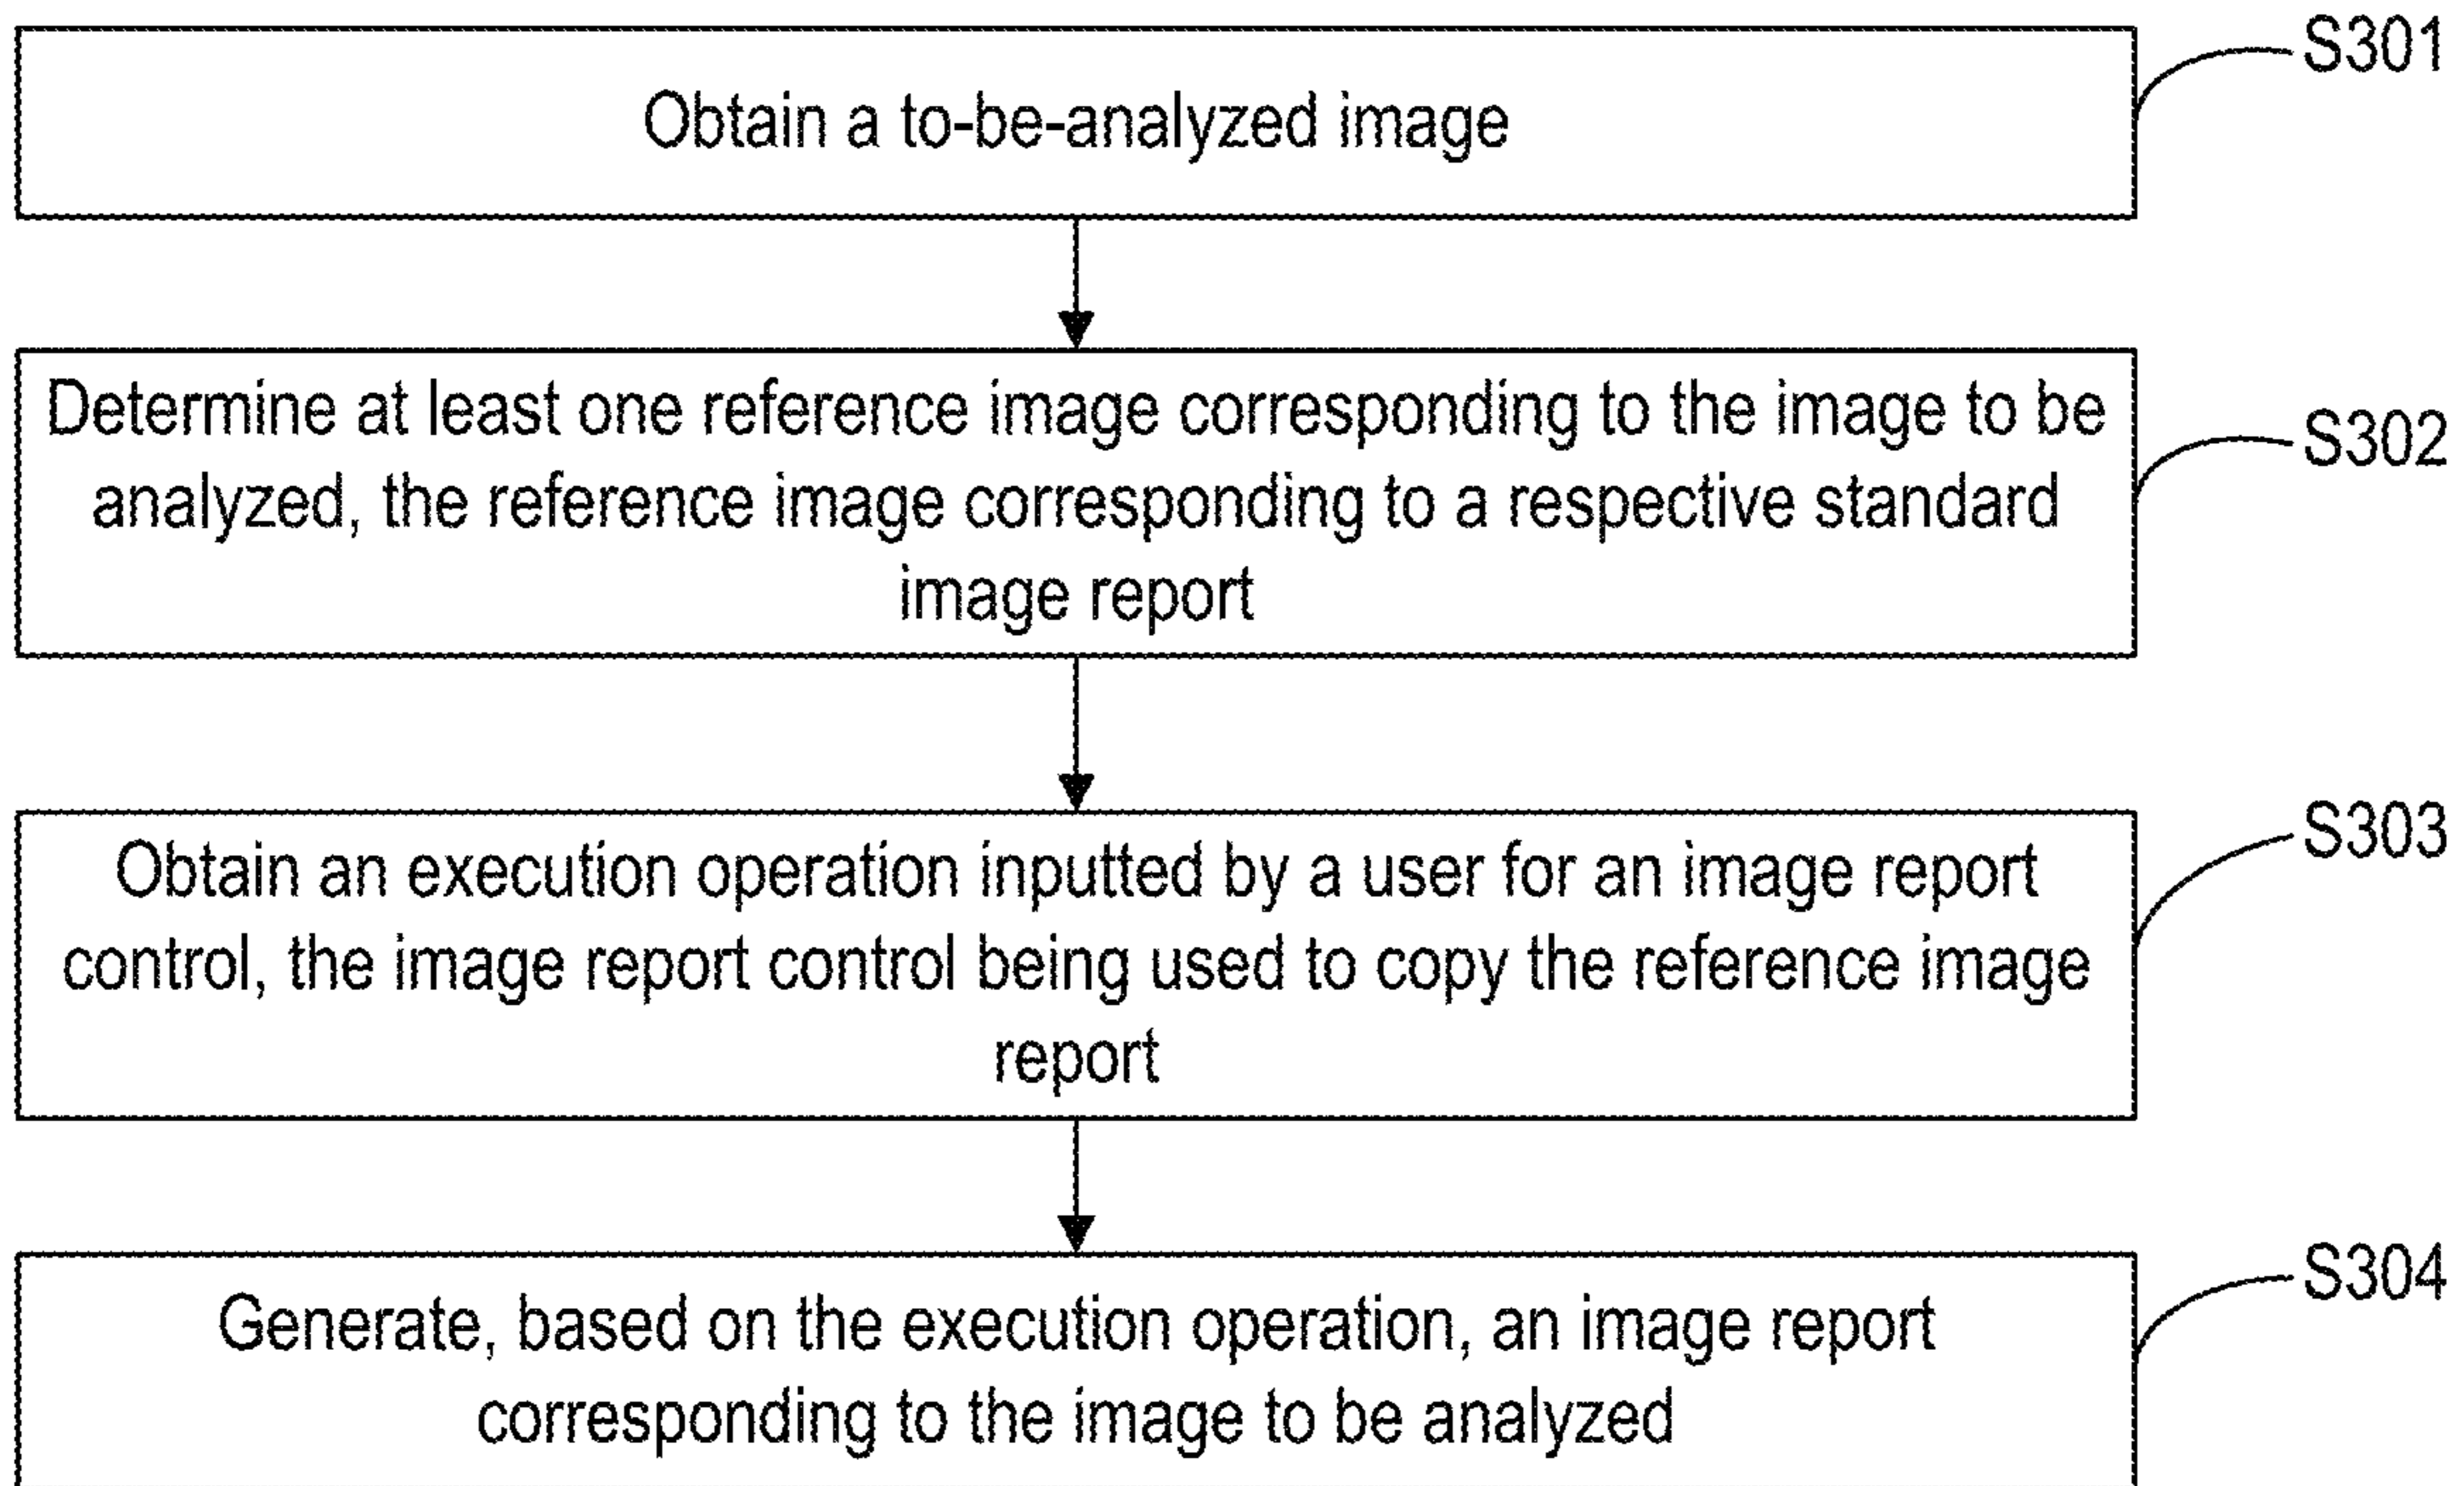 S301
Obtain a to-be-analyzed image
Determine at least one reference image corresponding to the image to be
analyzed, the reference image corresponding to a respective standard
image report
S302
Obtain an execution operation inputted by a user for an image report
control, the image report control being used to copy the reference image
report
S303
Generate, based on the execution operation, an image report
corresponding to the image to be analyzed
S304